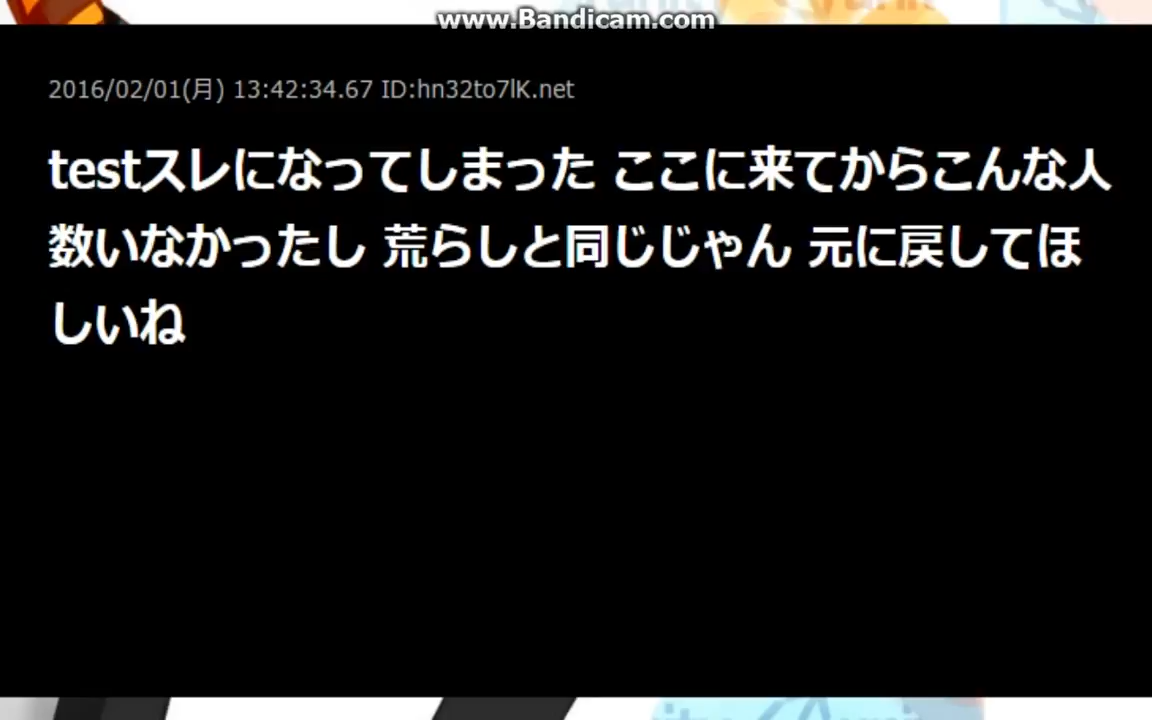 www.Bandicam.com
2016/02/01(月) 13:42:34.67 ID:hn32to7lK.net
testスレになってしまった ここに来てからこんな人
数いなかったし 荒らしと同じじゃん 元に戻してほ
しいね